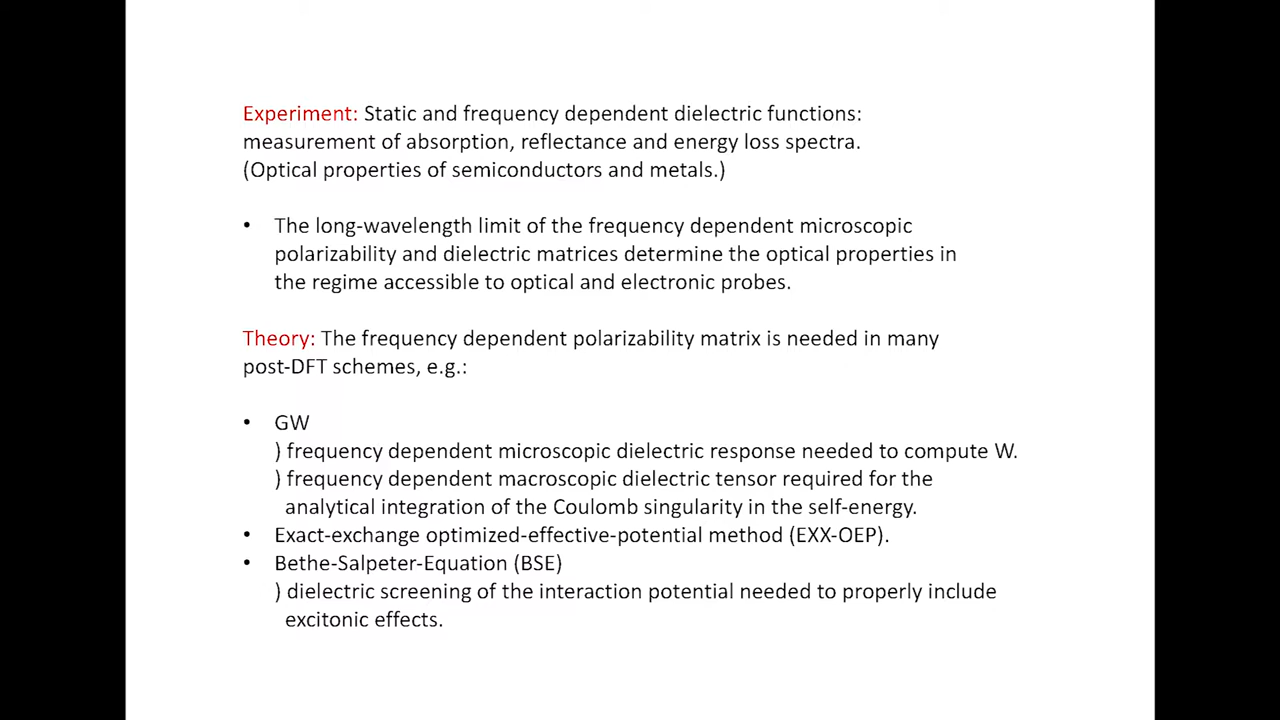 Experiment: Static and frequency dependent dielectric functions:
measurement of absorption, reflectance and energy loss spectra.
(Optical properties of semiconductors and metals.)
• The long-wavelength limit of the frequency dependent microscopic
polarizability and dielectric matrices determine the optical properties in
the regime accessible to optical and electronic probes.
Theory: The frequency dependent polarizability matrix is needed in many
post-DFT schemes, e.g.:
• GW
) frequency dependent microscopic dielectric response needed to compute W.
) frequency dependent macroscopic dielectric tensor required for the
analytical integration of the Coulomb singularity in the self-energy.
• Exact-exchange optimized-effective-potential method (EXX-OEP).
• Bethe-Salpeter-Equation (BSE)
) dielectric screening of the interaction potential needed to properly include
excitonic effects.